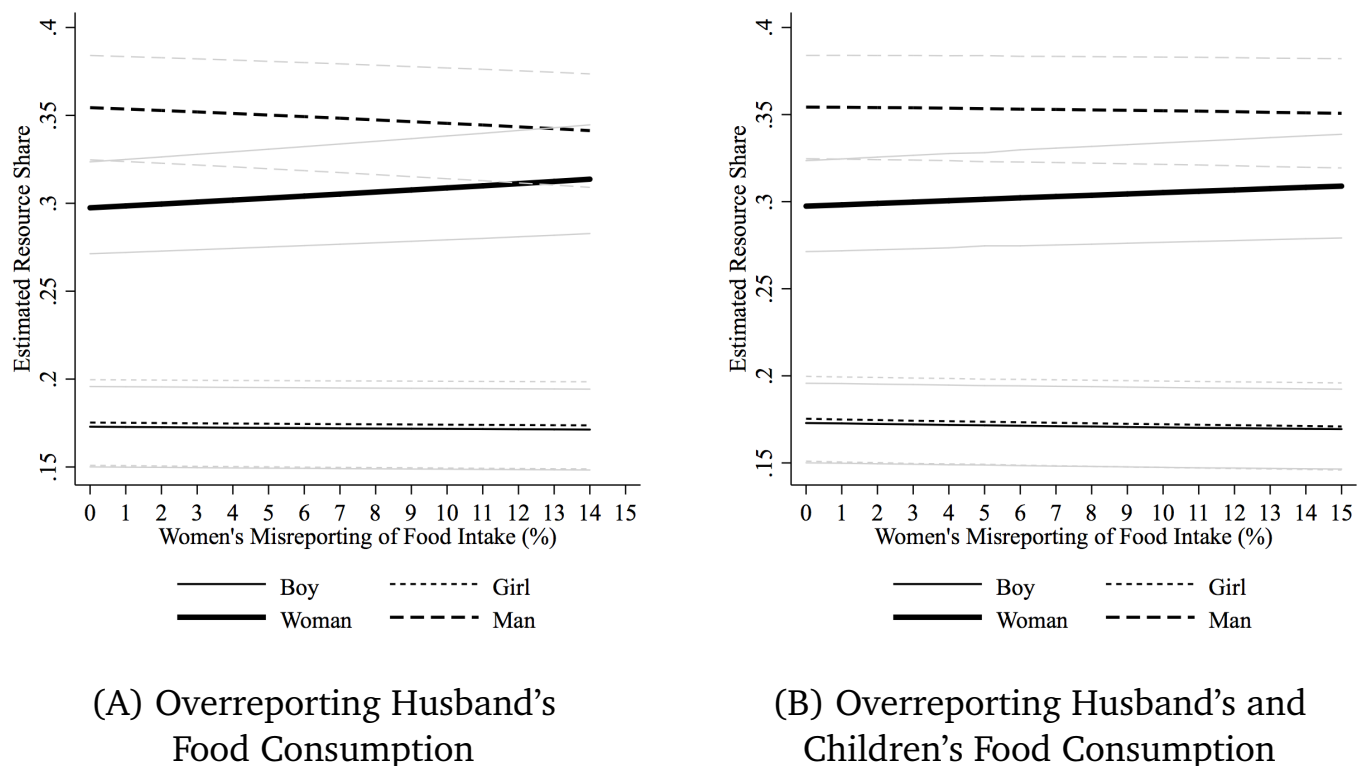 Estimated Resource Share
.4
.35
.3
.25
.2
.15
0 1 2 3 4 5 6 7 8 9 10 11 12 13 14 15
Women's Misreporting of Food Intake (%)
Boy
Girl
Woman
Man
(A) Overreporting Husband’s
Food Consumption
Estimated Resource Share
.4
.35
.3
.25
.2
.15
0 1 2 3 4 5 6 7 8 9 10 11 12 13 14 15
Women's Misreporting of Food Intake (%)
Boy
Girl
Woman
Man
(B) Overreporting Husband’s and
Children’s Food Consumption